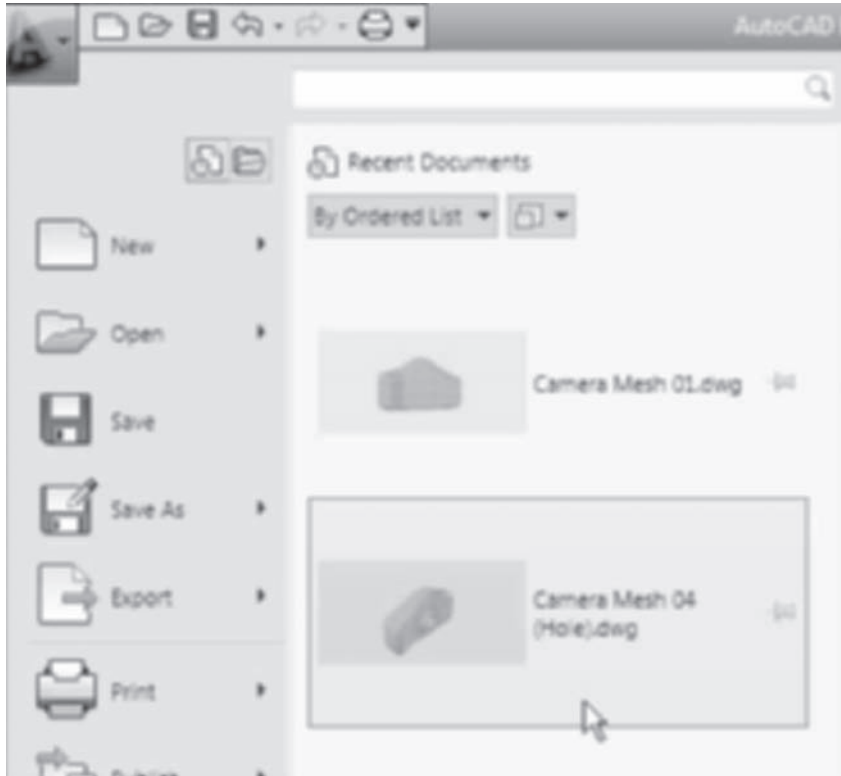 AutoCAD
Recent Documents
By Ordered List
New
Open
Save
Save As
Export
Print
Publish
Camera Mesh 01.dwg
Camera Mesh 04
(Hole).dwg